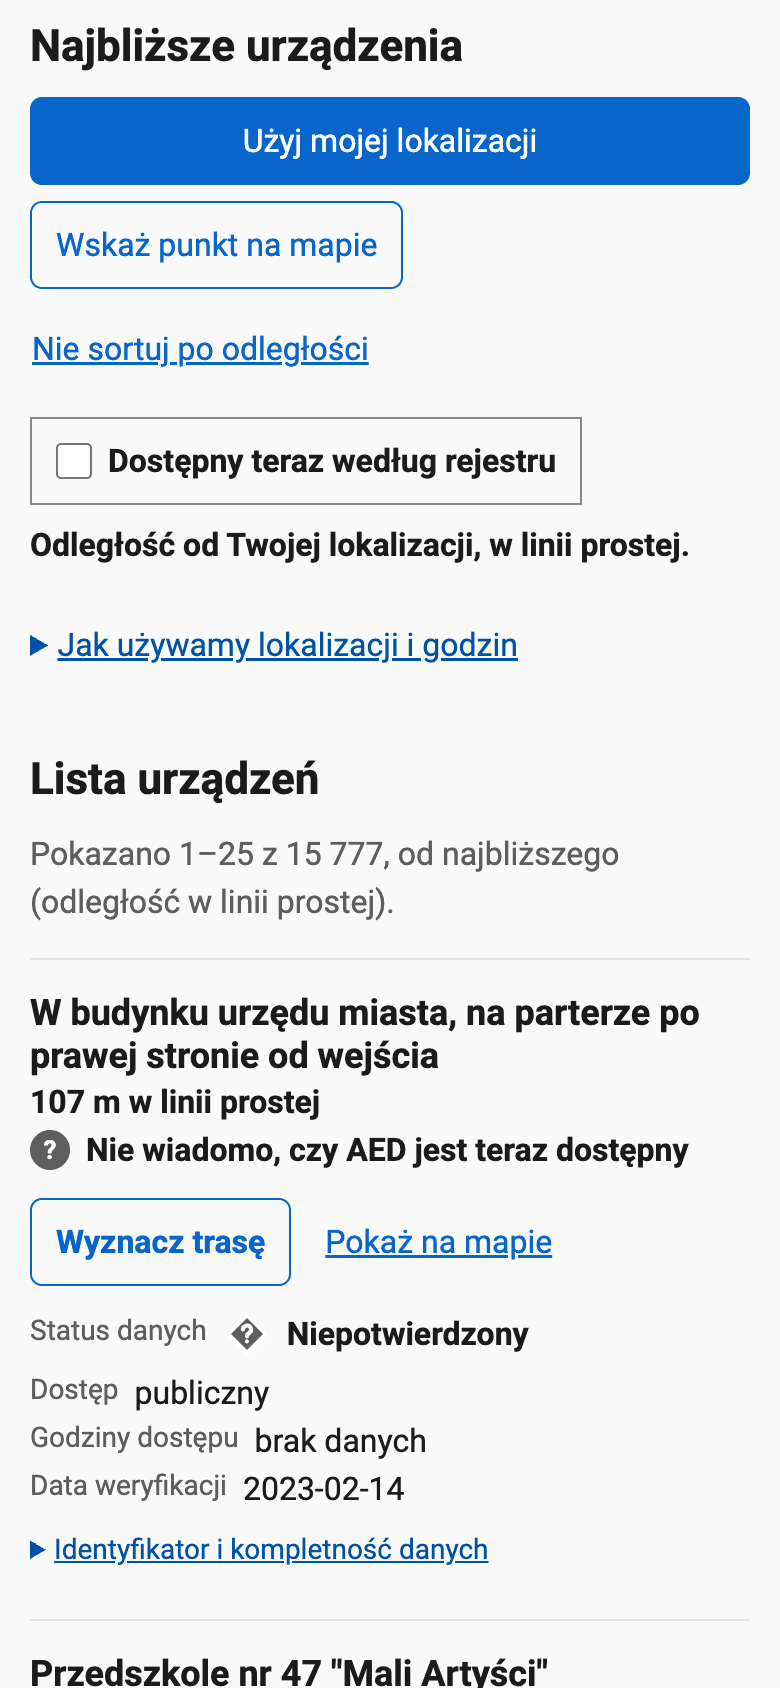 Najbliższe urządzenia
Użyj mojej lokalizacji
Wskaż punkt na mapie
Nie sortuj po odległości
Dostępny teraz według rejestru
Odległość od Twojej lokalizacji, w linii prostej.
Jak używamy lokalizacji i godzin
Lista urządzeń
Pokazano 1–25 z 15 777, od najbliższego
(odległość w linii prostej).
W budynku urzędu miasta, na parterze po
prawej stronie od wejścia
107 m w linii prostej
? Nie wiadomo, czy AED jest teraz dostępny
Wyznacz trasę Pokaż na mapie
Status danych ? Niepotwierdzony
Dostęp publiczny
Godziny dostępu brak danych
Data weryfikacji 2023-02-14
Identyfikator i kompletność danych
Przedszkole nr 47 "Mali Artyści"